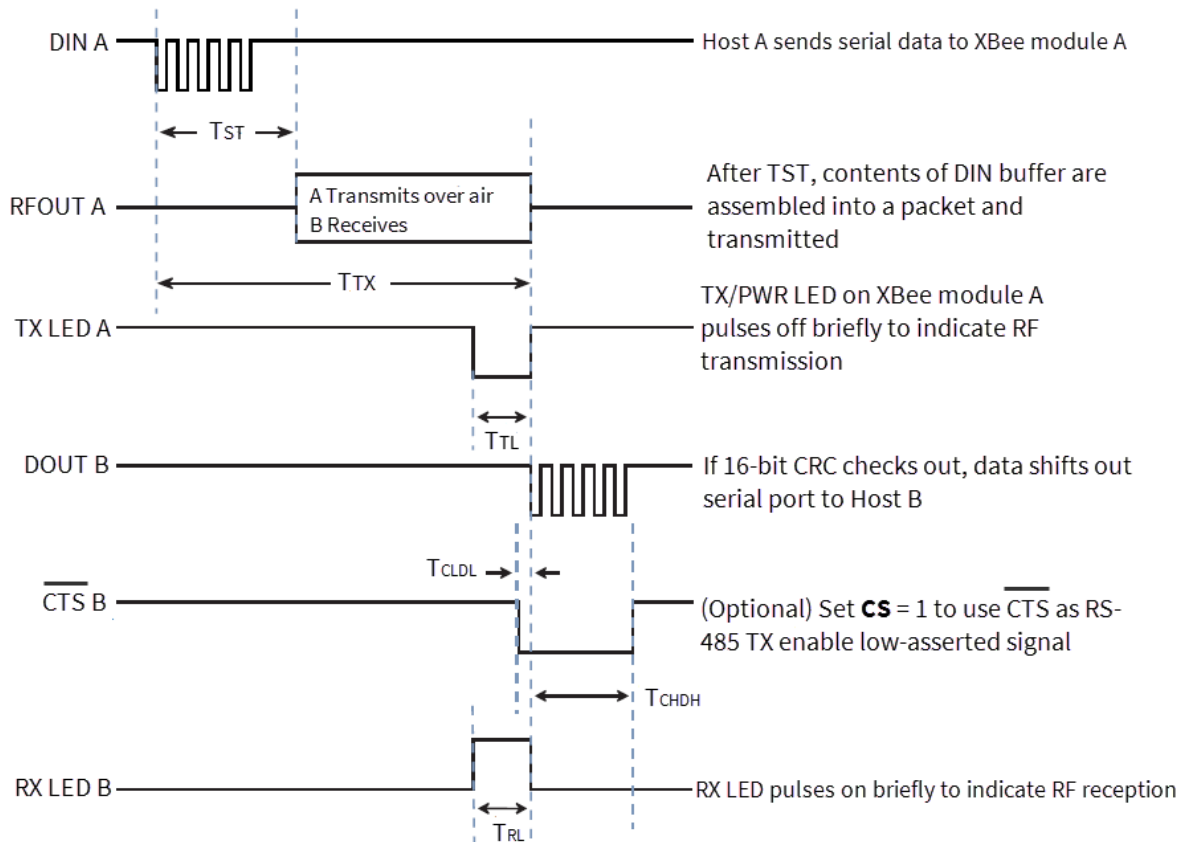 DIN A
Host A sends serial data to XBee module A
TST
RFOUT A
A Transmits over air
B Receives
After TST, contents of DIN buffer are
assembled into a packet and
transmitted
TTX
TX LED A
TX/PWR LED on XBee module A
pulses off briefly to indicate RF
transmission
TTL
DOUT B
If 16-bit CRC checks out, data shifts out
serial port to Host B
TCLDL
CTS B
(Optional) Set CS = 1 to use CTS as RS-
485 TX enable low-asserted signal
TCHDH
RX LED B
RX LED pulses on briefly to indicate RF reception
TRL